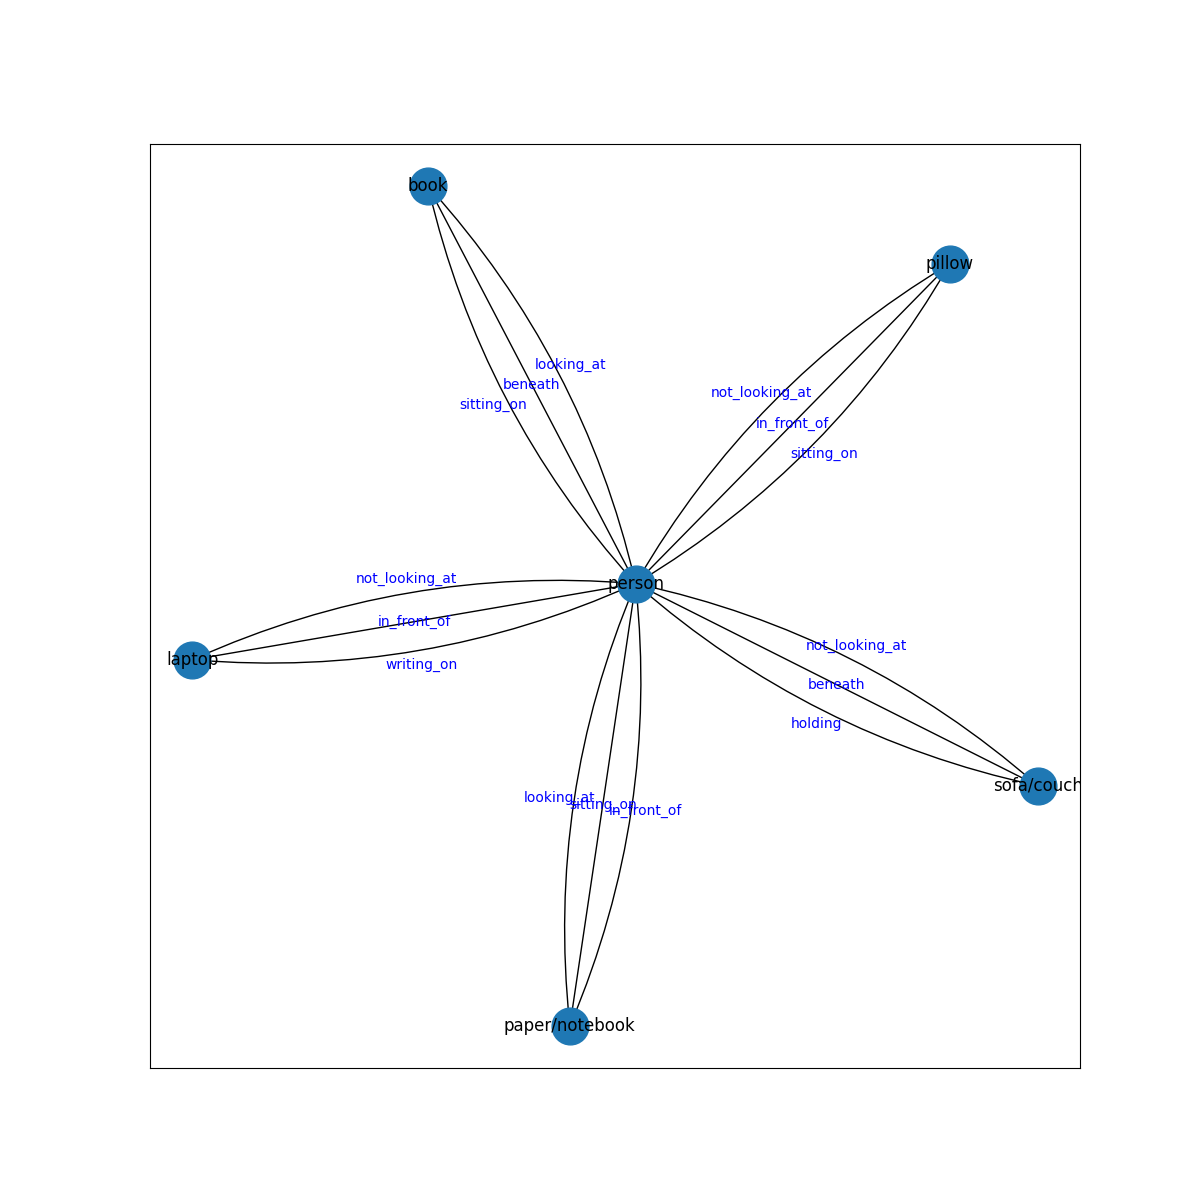 book
pillow
looking_at
beneath
sitting_on
not_looking_at
in_front_of
sitting_on
not_looking_at
in_front_of
writing_on
person
laptop
not_looking_at
beneath
holding
sofa/couch
looking_at
sitting_on
in_front_of
paper/notebook